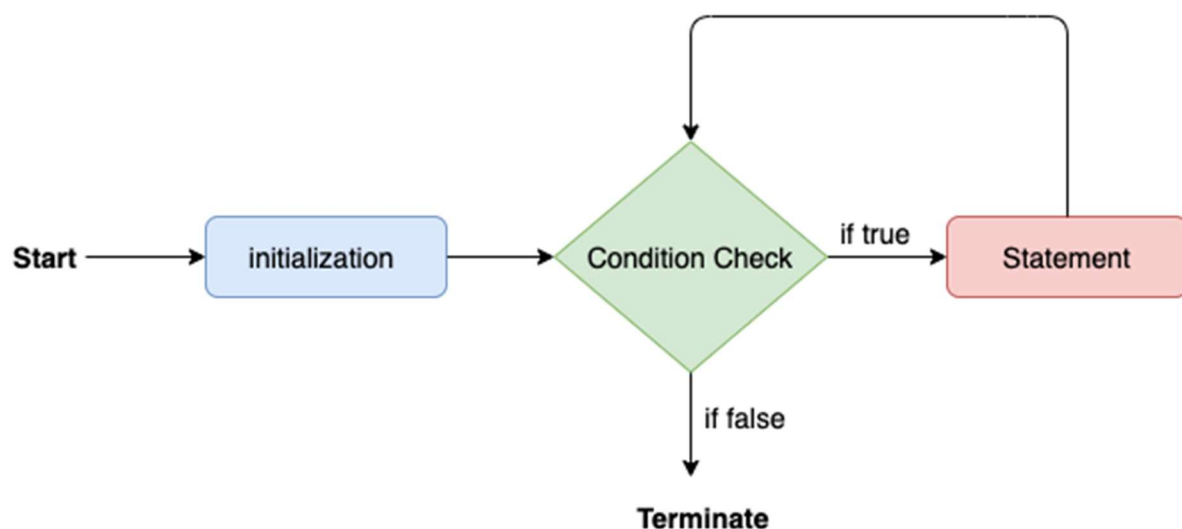 Start
initialization
Condition Check
if true
Statement
if false
Terminate